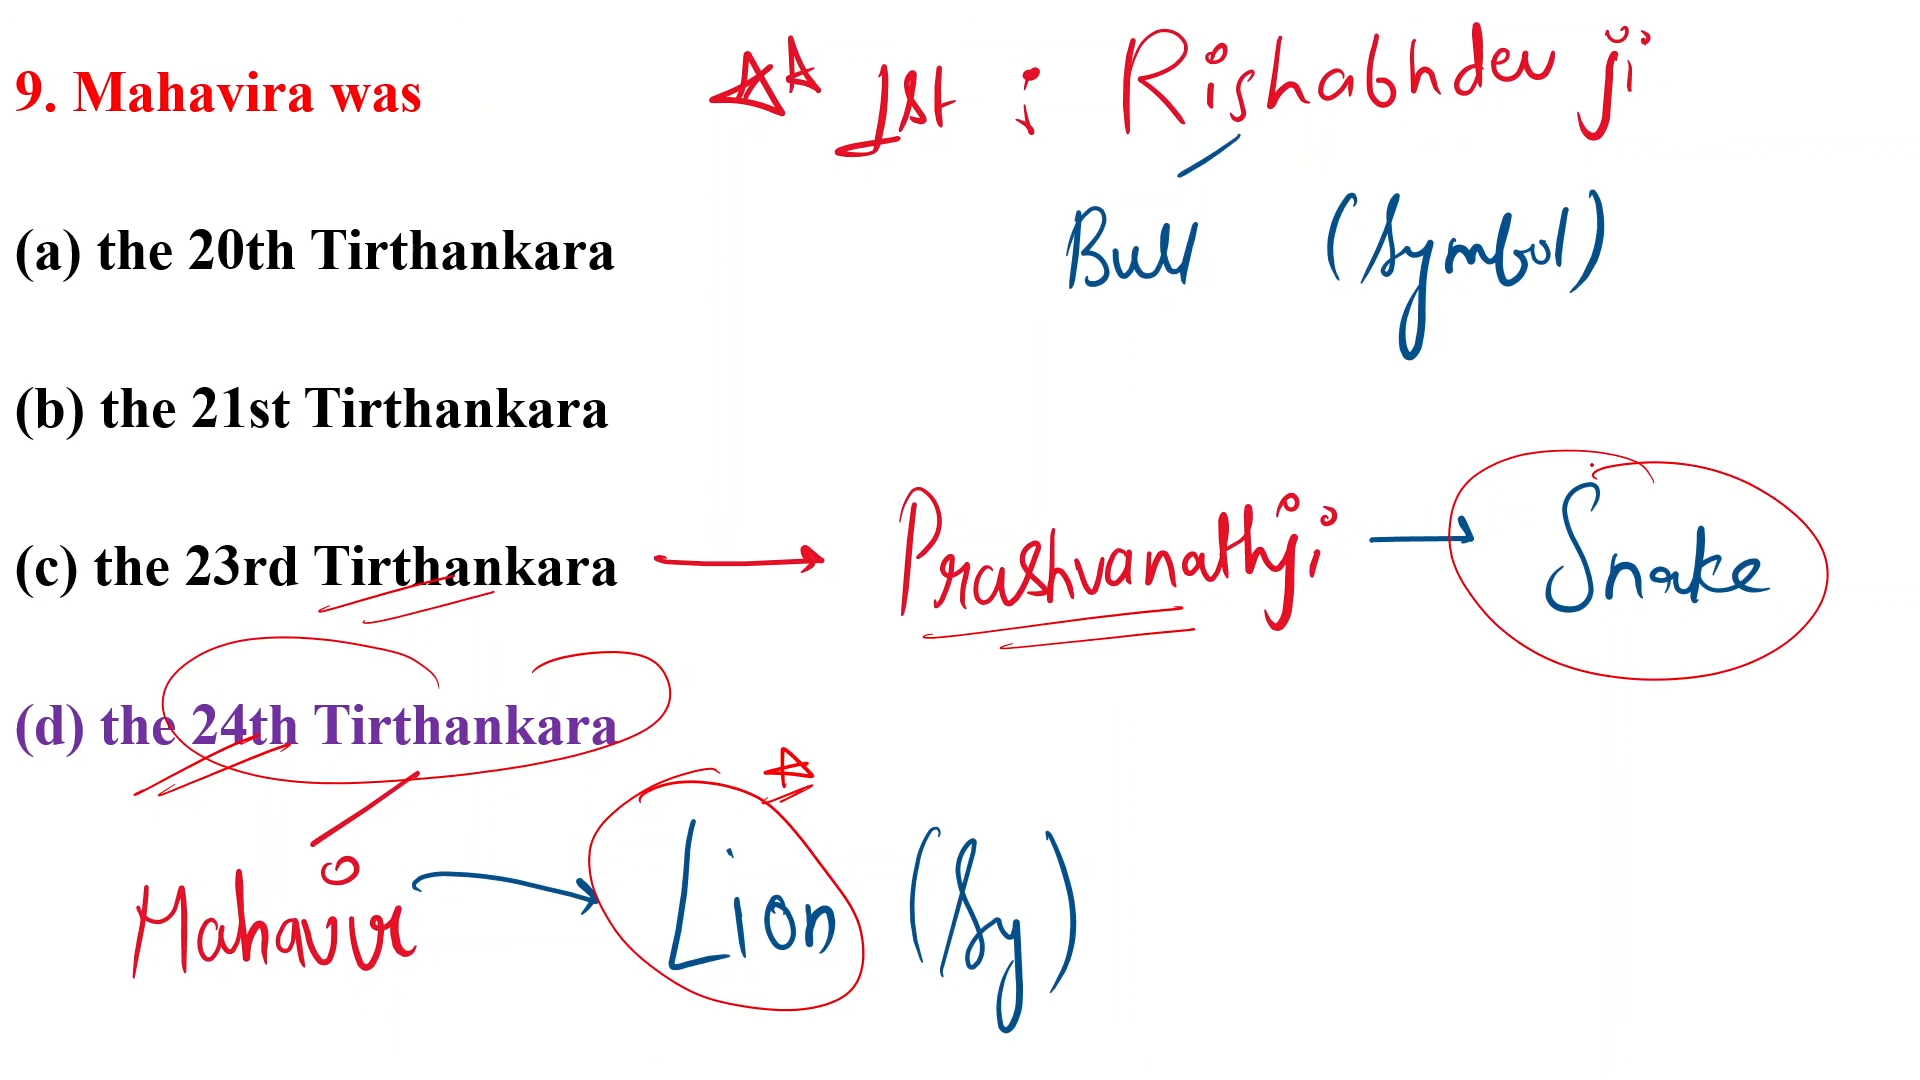 9. Mahavira was
1st : Rishabhdev ji
Bull (Symbol)
(a) the 20th Tirthankara
(b) the 21st Tirthankara
(c) the 23rd Tirthankara → Prashvanathji → Snake
(d) the 24th Tirthankara
Mahavir → Lion (Sy)